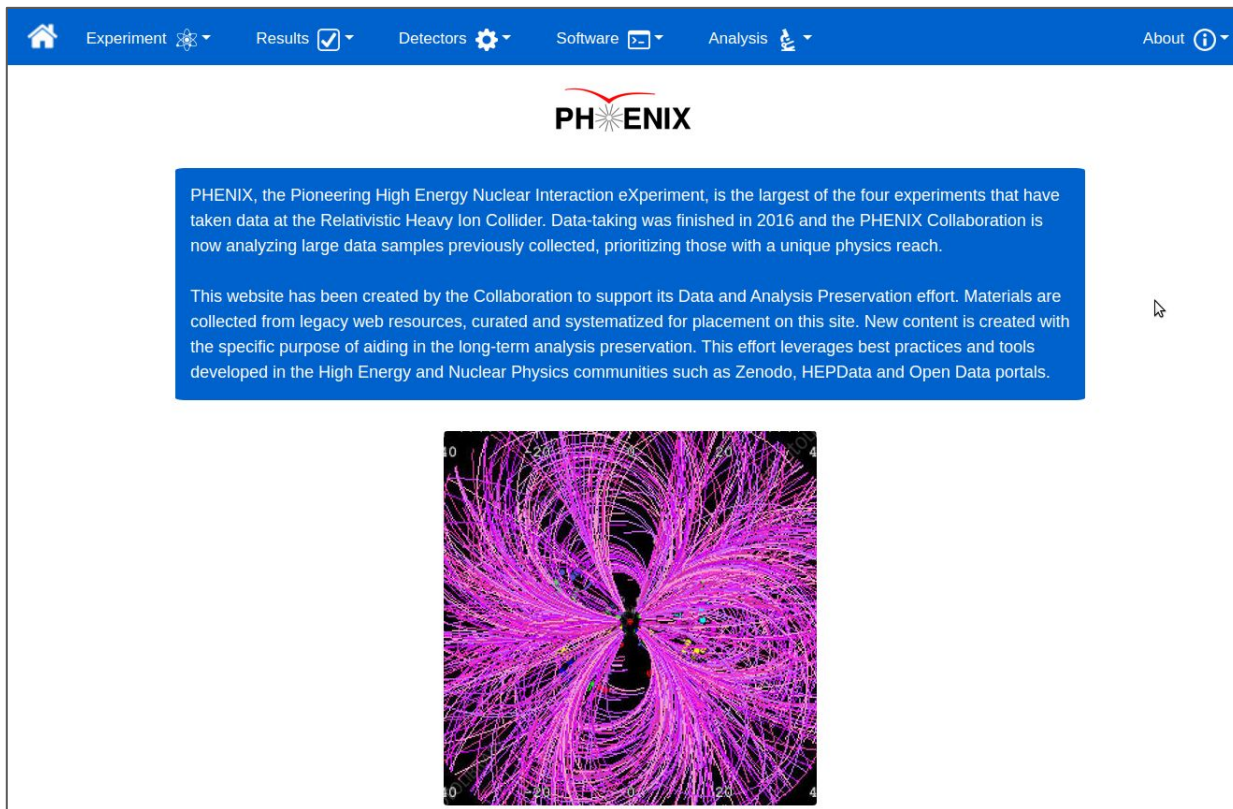 Experiment Results Detectors Software Analysis About
PHENIX
PHENIX, the Pioneering High Energy Nuclear Interaction eXperiment, is the largest of the four experiments that have
taken data at the Relativistic Heavy Ion Collider. Data-taking was finished in 2016 and the PHENIX Collaboration is
now analyzing large data samples previously collected, prioritizing those with a unique physics reach.
This website has been created by the Collaboration to support its Data and Analysis Preservation effort. Materials are
collected from legacy web resources, curated and systematized for placement on this site. New content is created with
the specific purpose of aiding in the long-term analysis preservation. This effort leverages best practices and tools
developed in the High Energy and Nuclear Physics communities such as Zenodo, HEPData and Open Data portals.
-20 20 4
-20 20 4